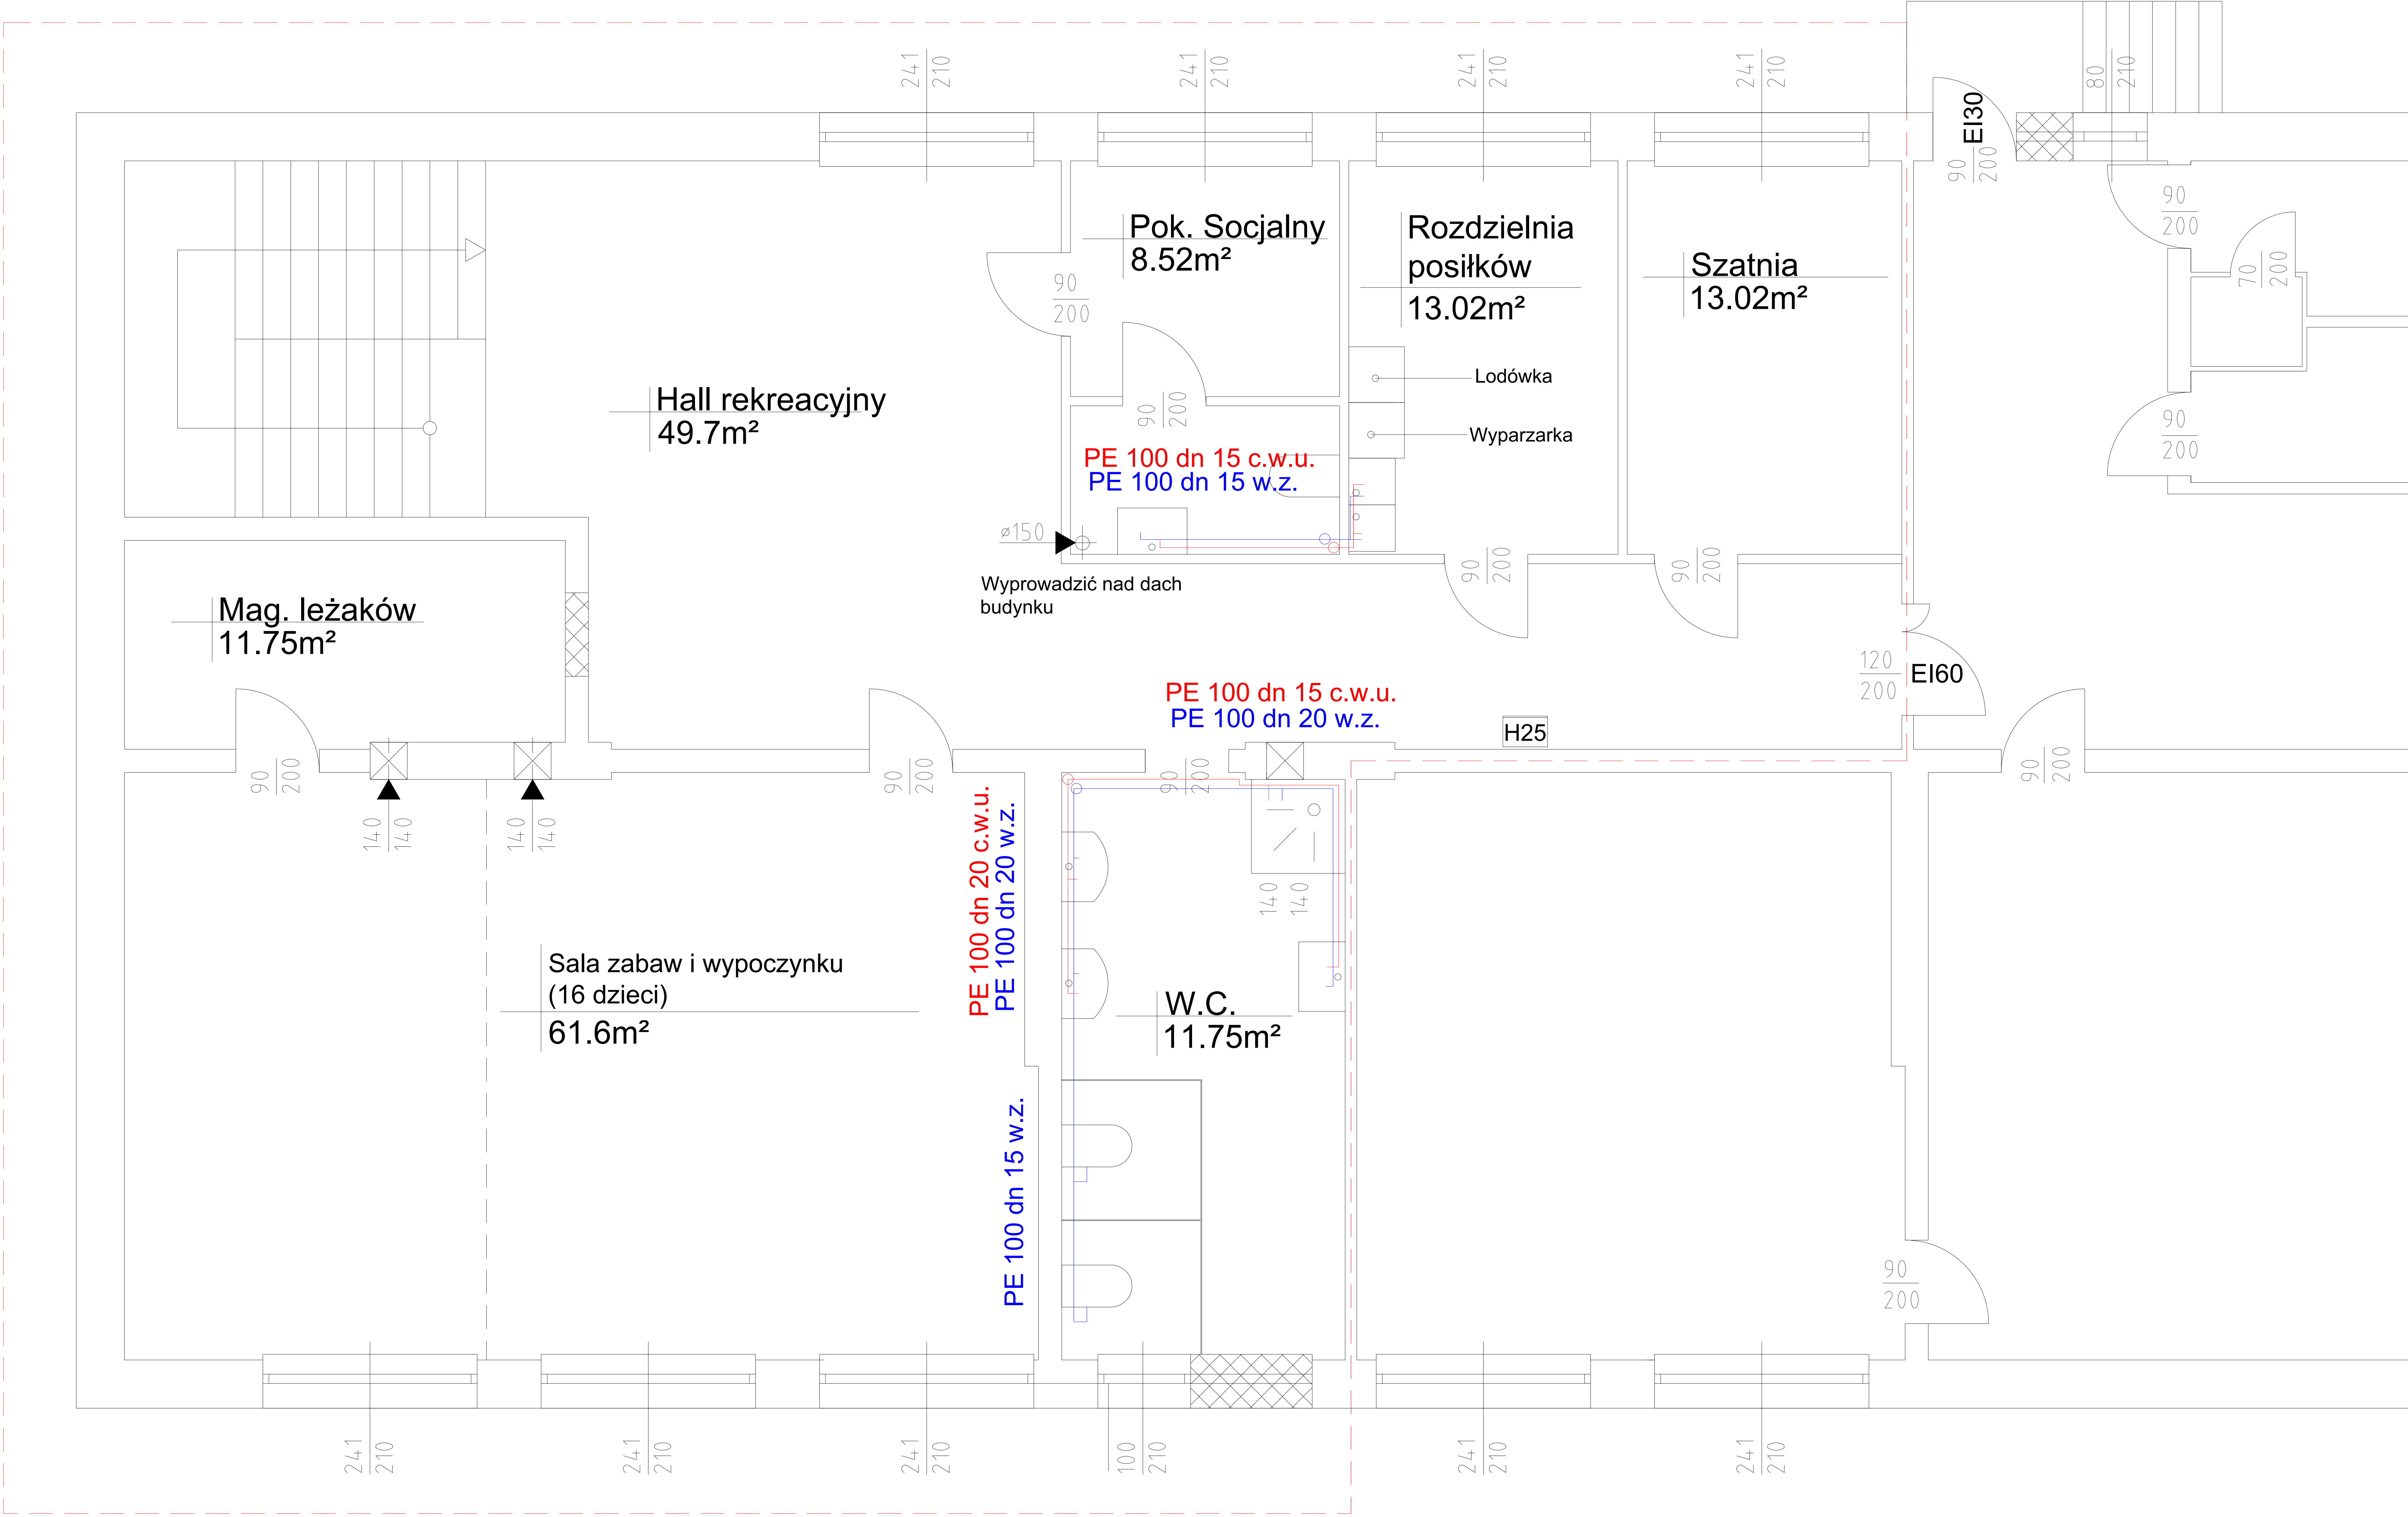 241
210
241
210
241
210
241
210
80
210
EI30
90
200
90
200
70
200
90
200
Pok. Socjalny
8.52m²
Rozdzielnia
posiłków
13.02m²
Szatnia
13.02m²
90
200
Lodówka
Wyparzarka
Hall rekreacyjny
49.7m²
90
200
PE 100 dn 15 c.w.u.
PE 100 dn 15 w.z.
ø150
Wyprowadzić nad dach
budynku
90
200
90
200
Mag. leżaków
11.75m²
120
200
EI60
PE 100 dn 15 c.w.u.
PE 100 dn 20 w.z.
H25
90
200
90
200
90
200
90
200
140
140
140
140
PE 100 dn 20 c.w.u.
PE 100 dn 20 w.z.
140
140
Sala zabaw i wypoczynku
(16 dzieci)
61.6m²
W.C.
11.75m²
PE 100 dn 15 w.z.
90
200
241
210
241
210
241
210
100
210
241
210
241
210